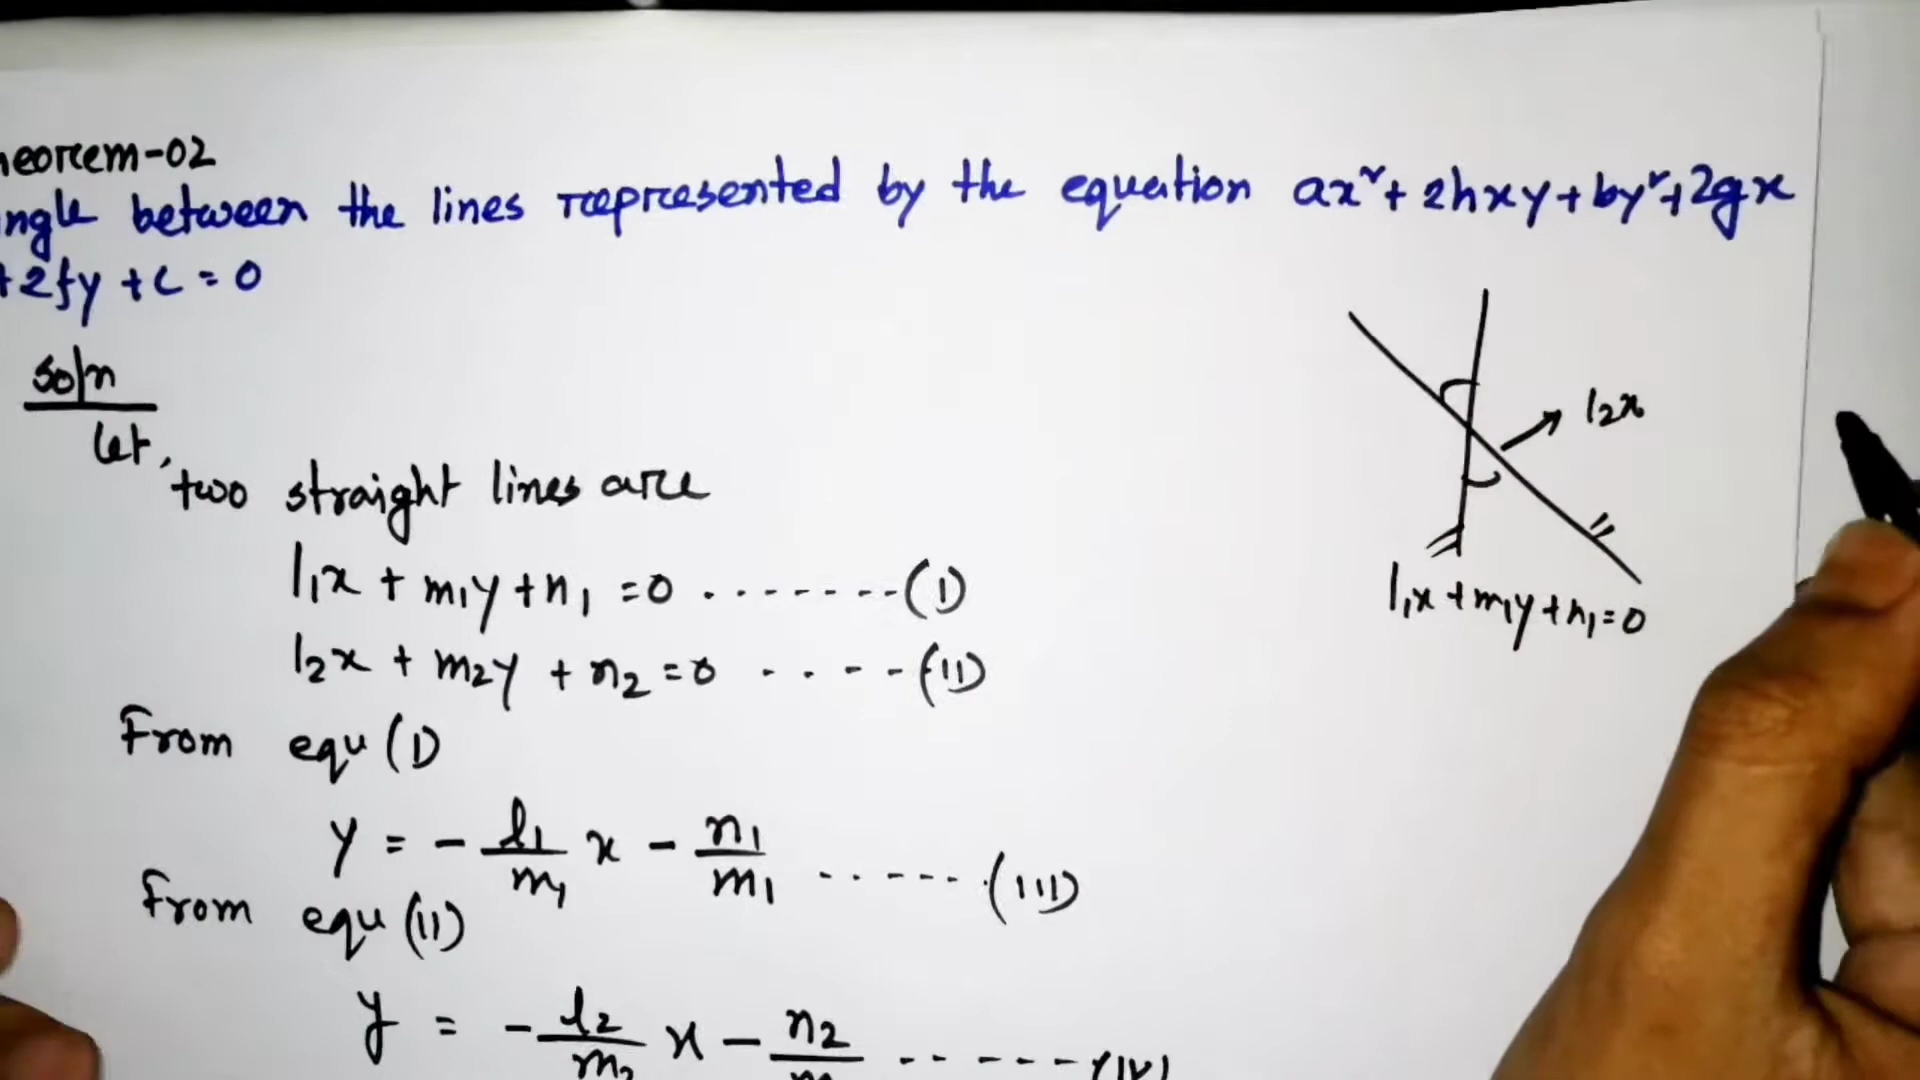 heorem-02
ngle between the lines represented by the equation ax²+ 2hxy + by²+2gx
+2fy + c = 0
soln
let,
two straight lines are
l₁x + m₁y + n₁ = 0 ........(I)
l₂x + m₂y + n₂ = 0 .....(II)
From equ (I)
y = - l₁/m₁ x - n₁/m₁ ......(III)
From equ (II)
y = - l₂/m₂ x - n₂/m ......(IV)
l₂x
l₁x + m₁y + n₁ = 0